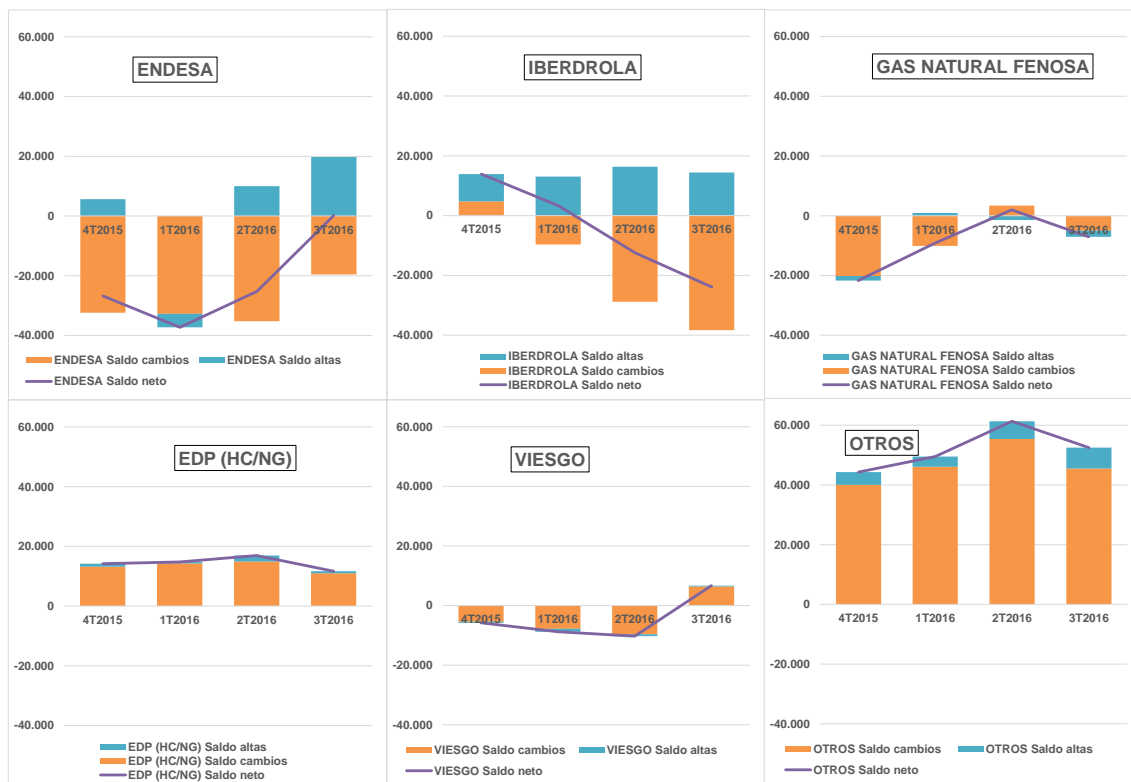 60.000
ENDESA
40.000
20.000
0
4T2015 1T2016 2T2016 3T2016
-20.000
-40.000
ENDESA Saldo cambios ENDESA Saldo altas
ENDESA Saldo neto
60.000
IBERDROLA
40.000
20.000
0
4T2015 1T2016 2T2016 3T2016
-20.000
-40.000
IBERDROLA Saldo altas
IBERDROLA Saldo cambios
IBERDROLA Saldo neto
60.000
GAS NATURAL FENOSA
40.000
20.000
0
4T2015 1T2016 2T2016 3T2016
-20.000
-40.000
GAS NATURAL FENOSA Saldo altas
GAS NATURAL FENOSA Saldo cambios
GAS NATURAL FENOSA Saldo neto
60.000
EDP (HC/NG)
40.000
20.000
0
4T2015 1T2016 2T2016 3T2016
-20.000
-40.000
EDP (HC/NG) Saldo altas
EDP (HC/NG) Saldo cambios
EDP (HC/NG) Saldo neto
60.000
VIESGO
40.000
20.000
0
4T2015 1T2016 2T2016 3T2016
-20.000
-40.000
VIESGO Saldo cambios VIESGO Saldo altas
VIESGO Saldo neto
60.000
OTROS
40.000
20.000
0
4T2015 1T2016 2T2016 3T2016
-20.000
-40.000
OTROS Saldo cambios OTROS Saldo altas
OTROS Saldo neto